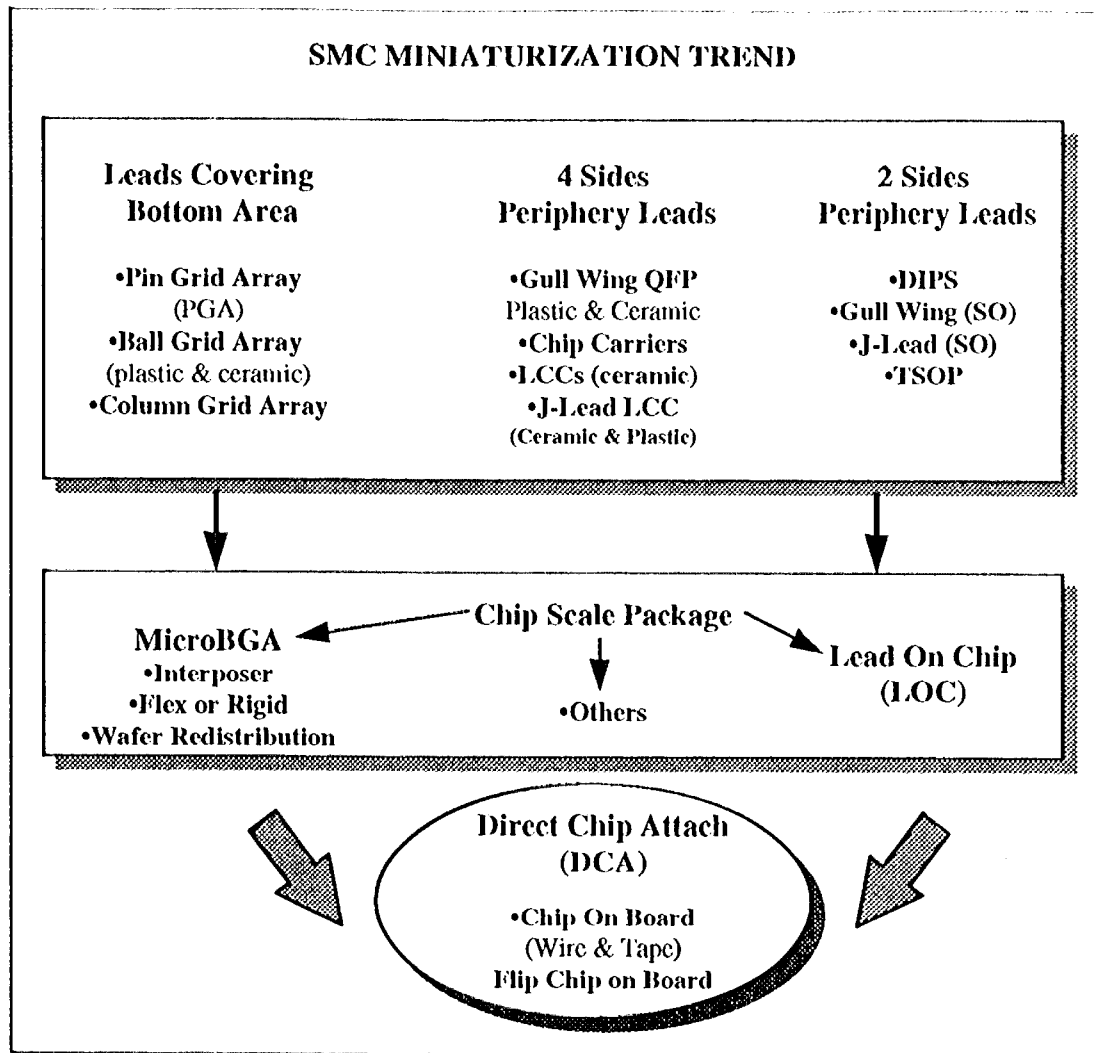 SMC MINIATURIZATION TREND
Leads Covering
Bottom Area
•Pin Grid Array
(PGA)
•Ball Grid Array
(plastic & ceramic)
•Column Grid Array
4 Sides
Periphery Leads
•Gull Wing QFP
Plastic & Ceramic
•Chip Carriers
•LCCs (ceramic)
•J-Lead LCC
(Ceramic & Plastic)
2 Sides
Periphery Leads
•DIPS
•Gull Wing (SO)
•J-Lead (SO)
•TSOP
Chip Scale Package
MicroBGA
•Interposer
•Flex or Rigid
•Wafer Redistribution
•Others
Lead On Chip
(LOC)
Direct Chip Attach
(DCA)
•Chip On Board
(Wire & Tape)
Flip Chip on Board